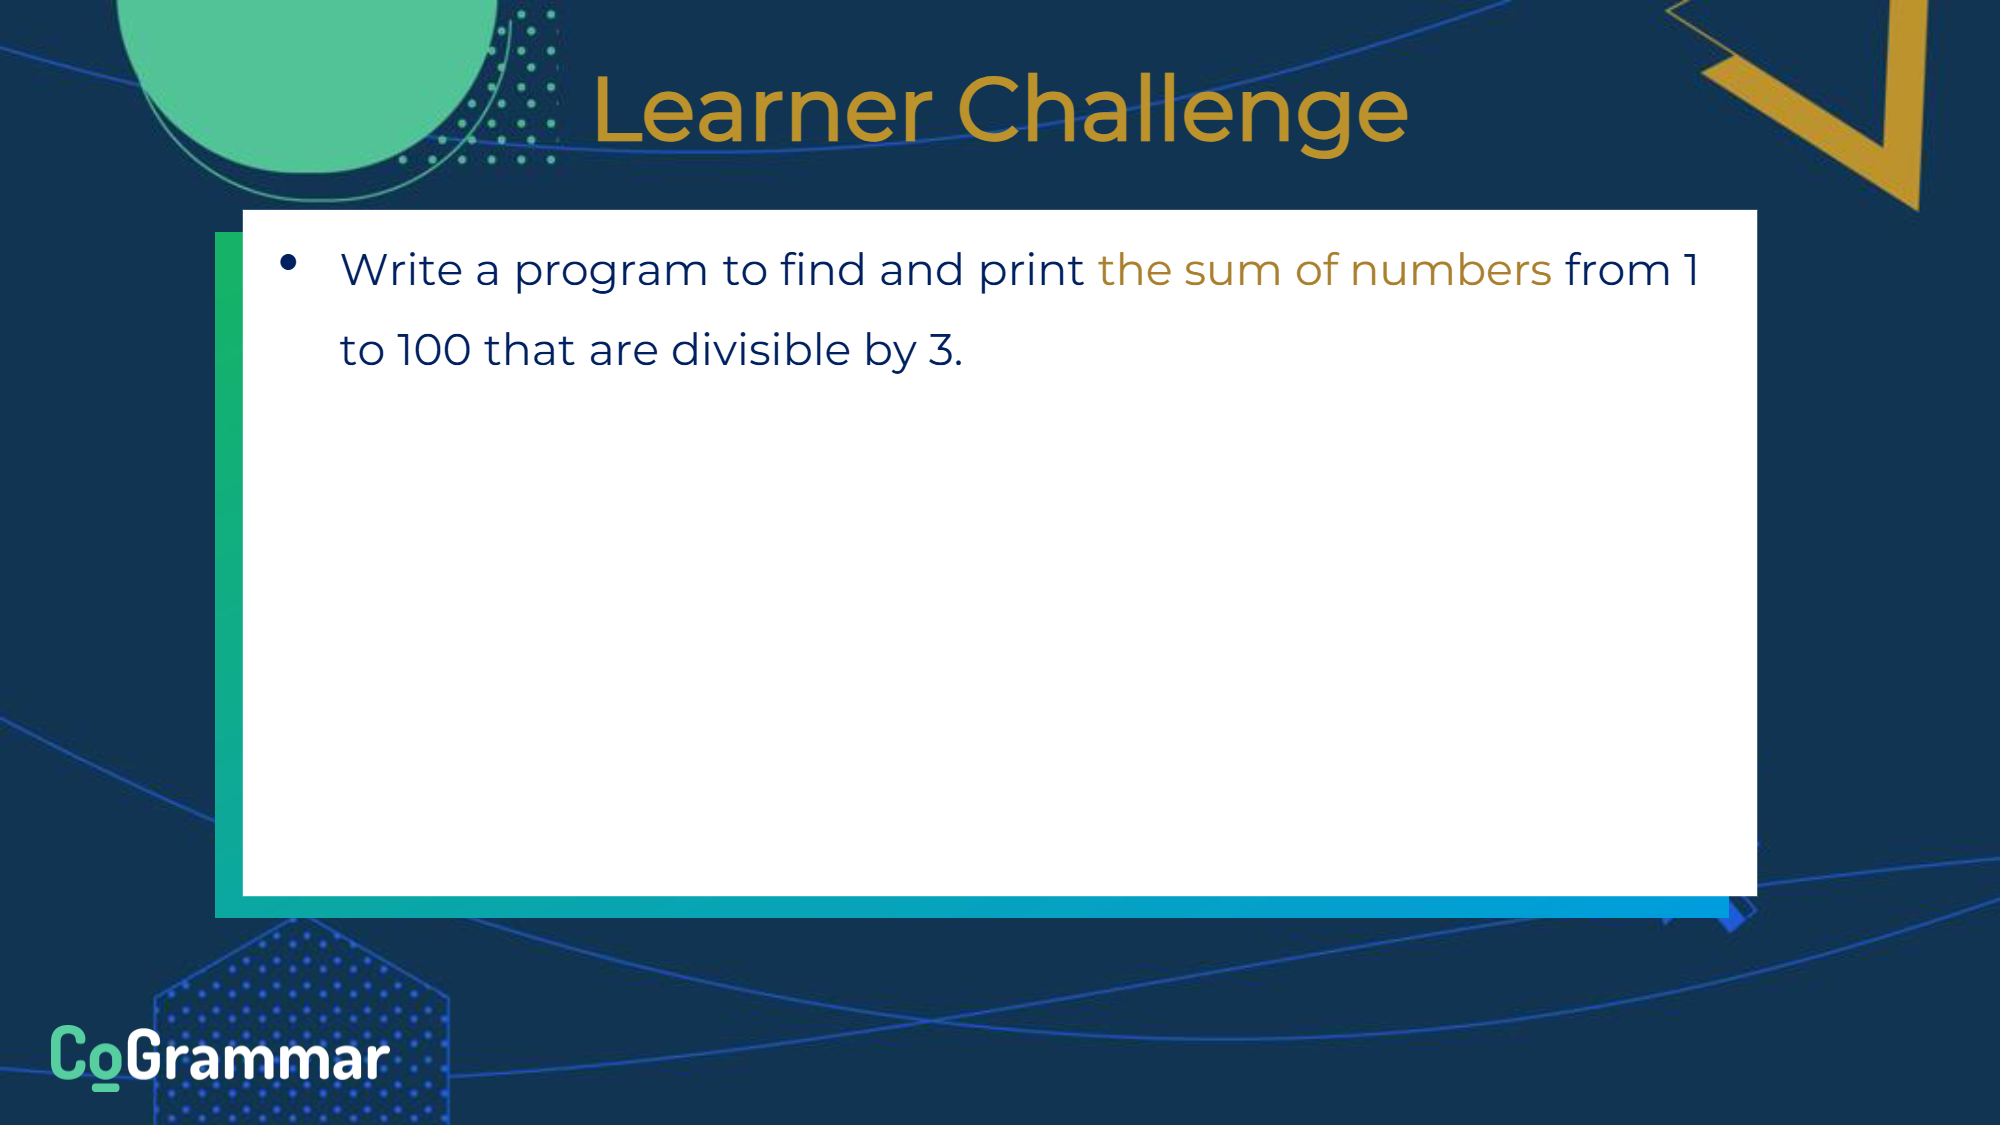 Learner Challenge
• Write a program to find and print the sum of numbers from 1
to 100 that are divisible by 3.
CoGrammar